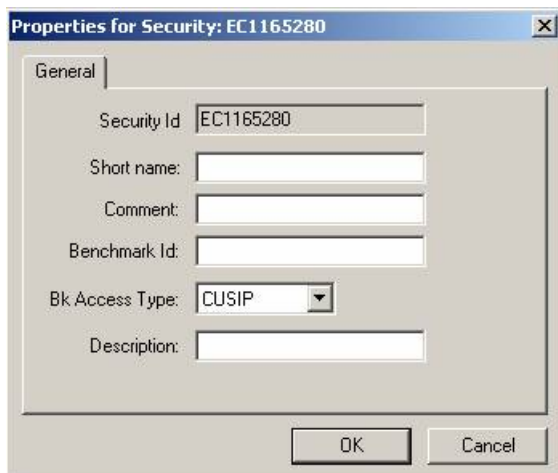 Properties for Security: EC1165280
General
Security Id EC1165280
Short name:
Comment:
Benchmark Id:
Bk Access Type: CUSIP
Description:
OK Cancel